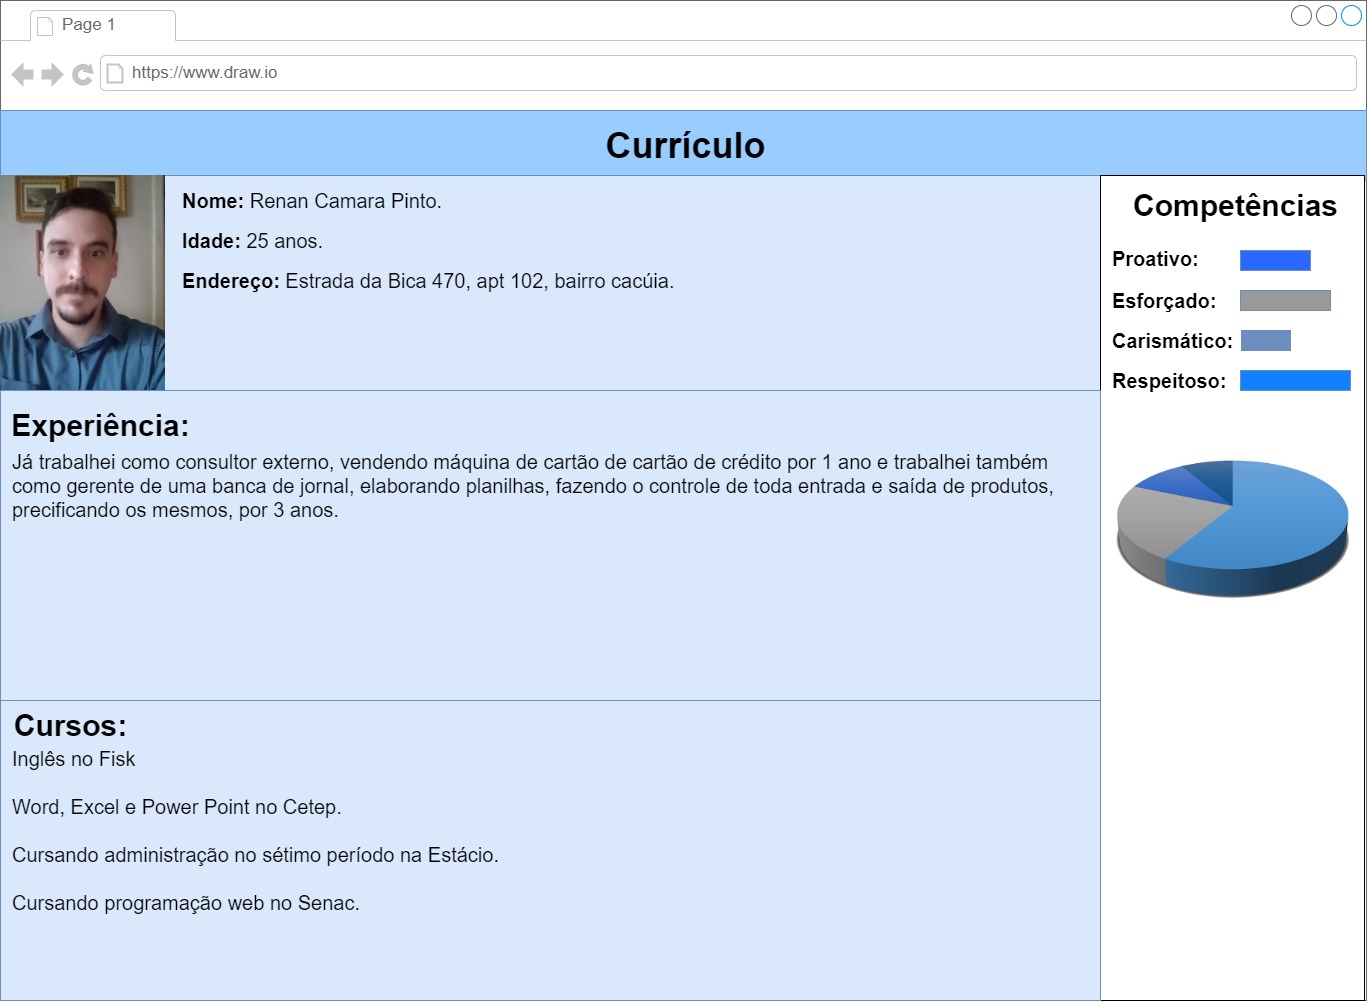 Page 1
https://www.draw.io
Currículo
Nome: Renan Camara Pinto.
Idade: 25 anos.
Endereço: Estrada da Bica 470, apt 102, bairro cacúia.
Competências
Proativo:
Esforçado:
Carismático:
Respeitoso:
Experiência:
Já trabalhei como consultor externo, vendendo máquina de cartão de cartão de crédito por 1 ano e trabalhei também
como gerente de uma banca de jornal, elaborando planilhas, fazendo o controle de toda entrada e saída de produtos,
precificando os mesmos, por 3 anos.
Cursos:
Inglês no Fisk
Word, Excel e Power Point no Cetep.
Cursando administração no sétimo período na Estácio.
Cursando programação web no Senac.